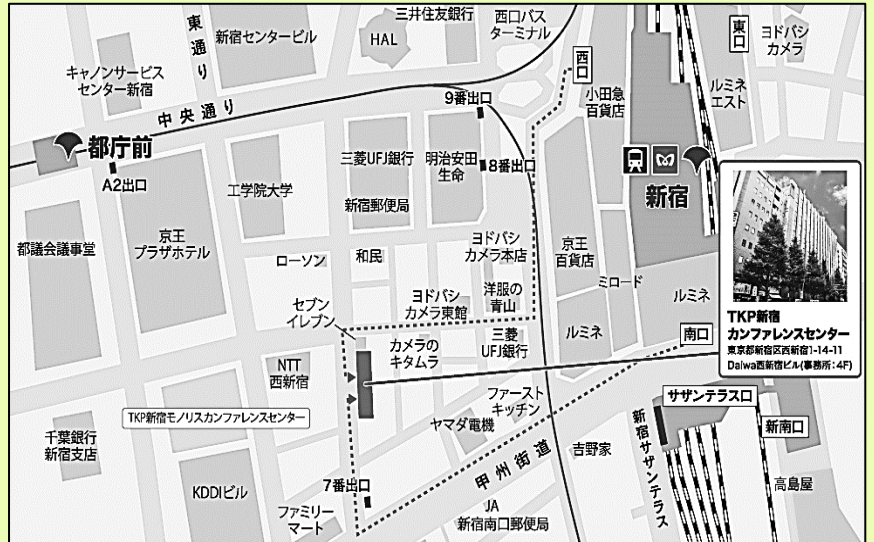 東通り
新宿センタービル
HAL
三井住友銀行
西口バス
ターミナル
西口
東口
ヨドバシ
カメラ
キャノンサービス
センター新宿
中央通り
9番出口
小田急
百貨店
ルミネ
エスト
都庁前
A2出口
工学院大学
三菱UFJ銀行
新宿郵便局
明治安田
生命
8番出口
新宿
都議会議事堂
京王
プラザホテル
ローソン
和民
ヨドバシ
カメラ本店
京王
百貨店
ミロード
ルミネ
セブン
イレブン
ヨドバシ
カメラ東館
洋服の
青山
ルミネ
南口
TKP新宿
カンファレンスセンター
東京都新宿区西新宿1-14-11
Daiwa西新宿ビル(事務所:4F)
NTT
西新宿
カメラの
キタムラ
三菱
UFJ銀行
TKP新宿モノリスカンファレンスセンター
ファースト
キッチン
ヤマダ電機
サザンテラス口
新南口
千葉銀行
新宿支店
甲州街道
吉野家
新宿サザンテラス
高島屋
KDDIビル
7番出口
ファミリー
マート
JA
新宿南口郵便局